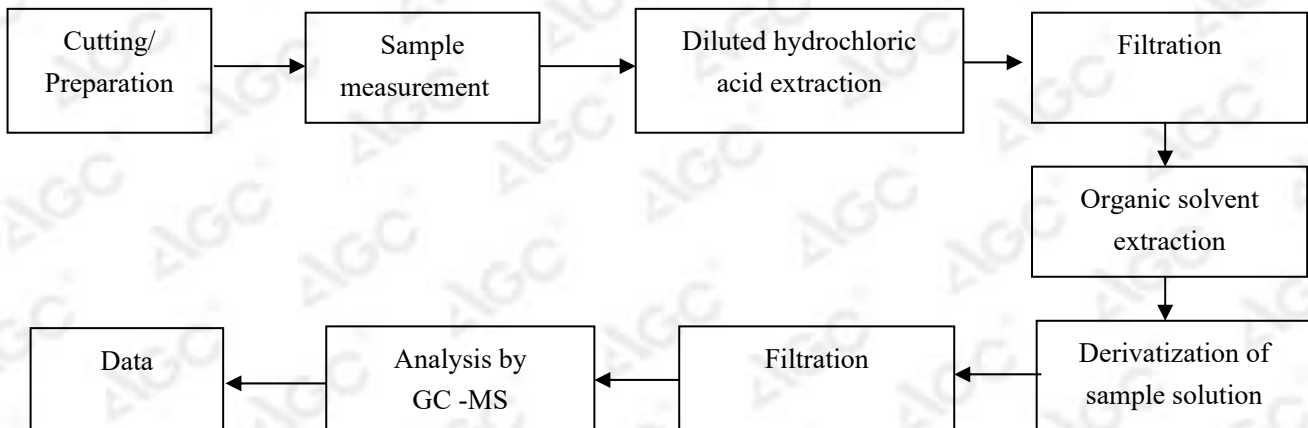 Cutting/
Preparation
Sample
measurement
Diluted hydrochloric
acid extraction
Filtration
Organic solvent
extraction
Derivatization of
sample solution
Filtration
Analysis by
GC -MS
Data